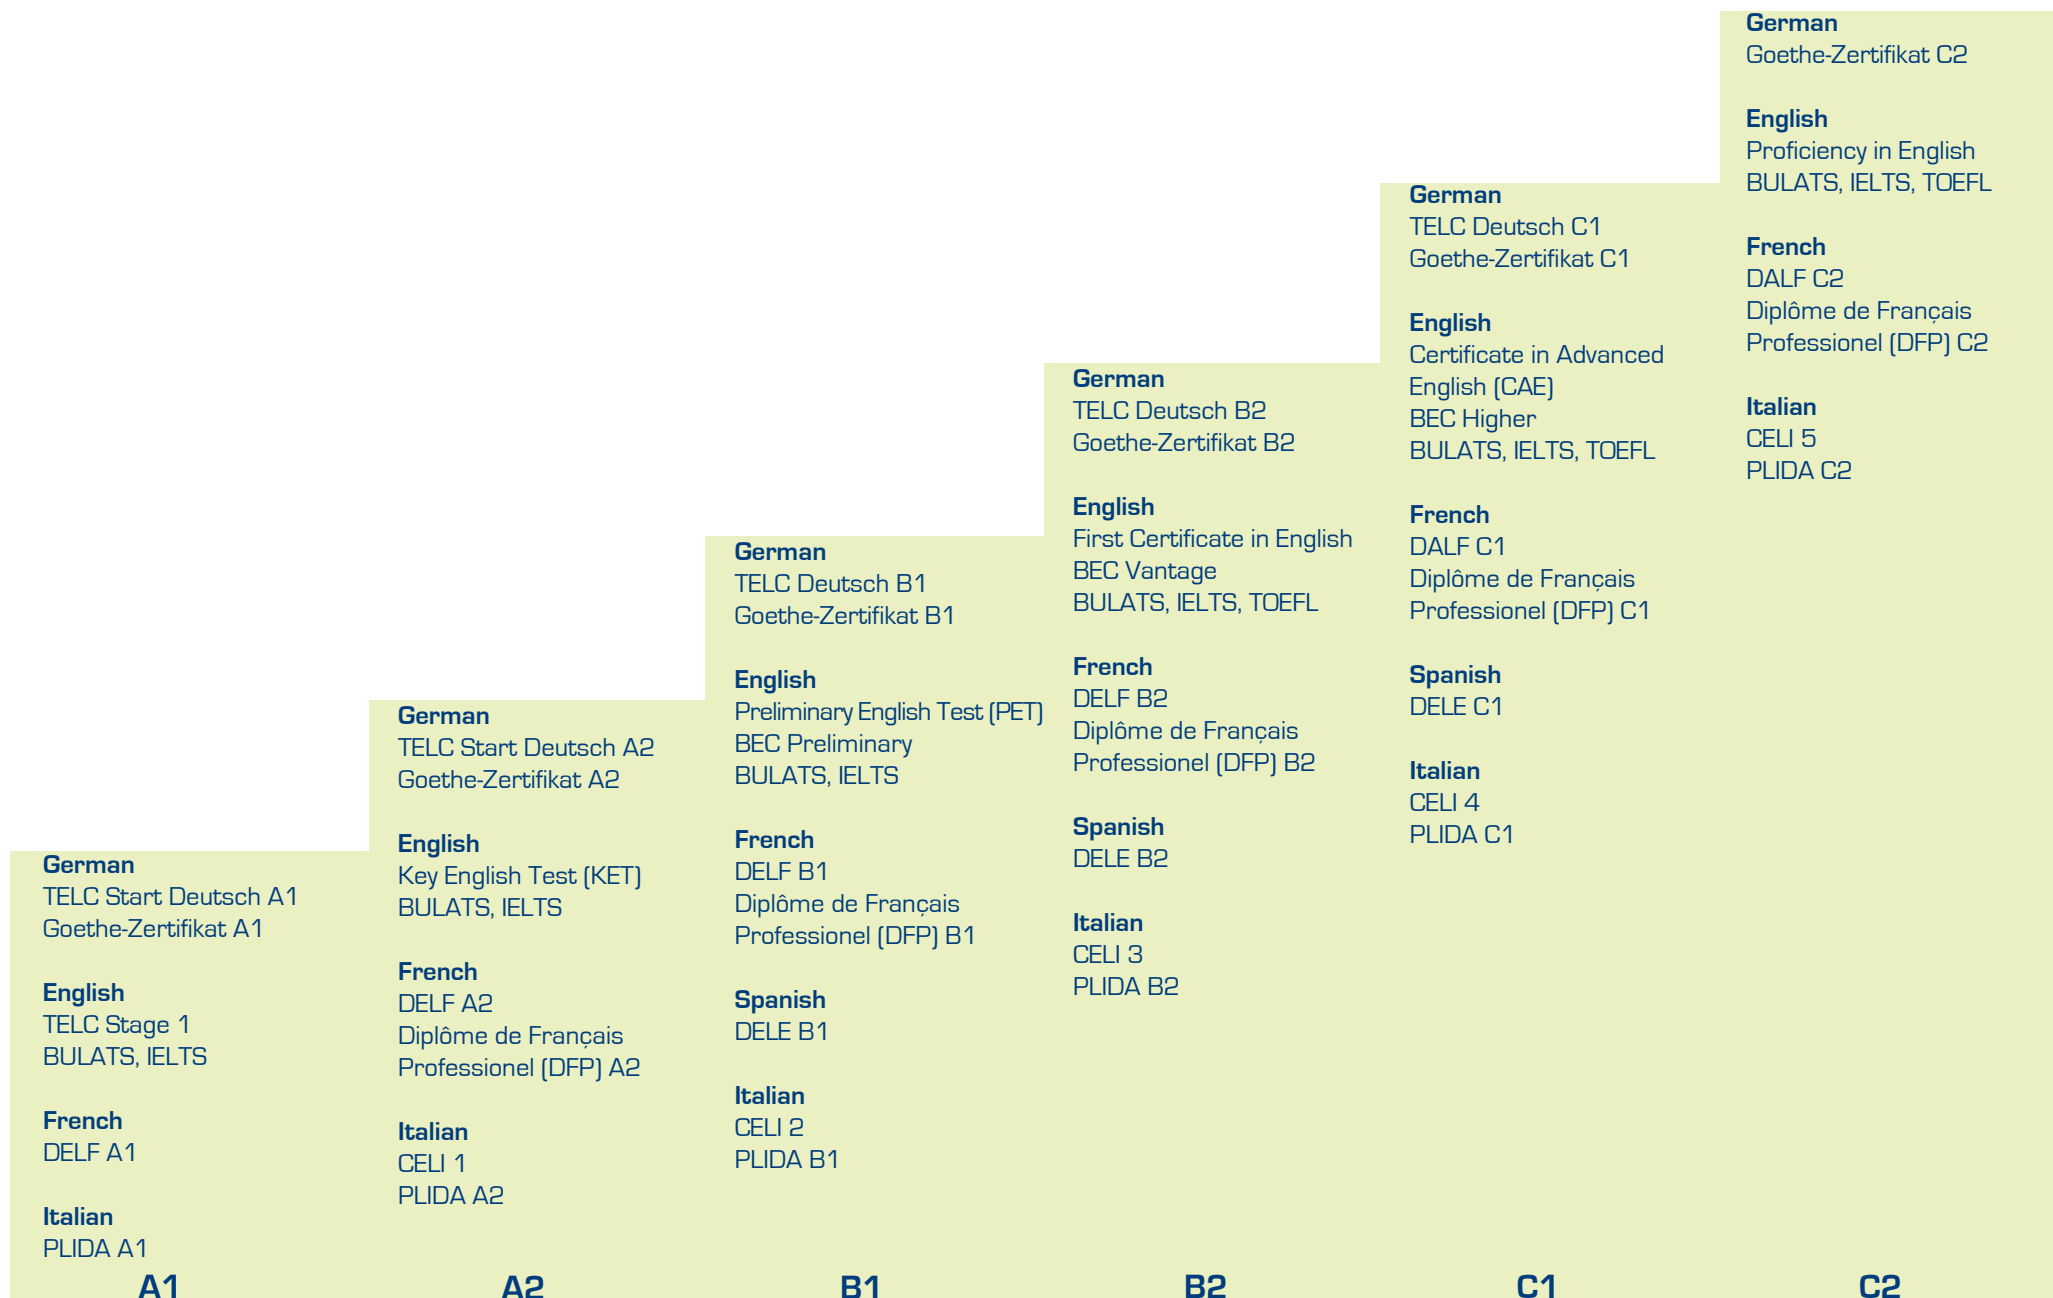 German
TELC Start Deutsch A1
Goethe-Zertifikat A1
English
TELC Stage 1
BULATS, IELTS
French
DELF A1
Italian
PLIDA A1
A1
German
TELC Start Deutsch A2
Goethe-Zertifikat A2
English
Key English Test (KET)
BULATS, IELTS
French
DELF A2
Diplôme de Français
Professionel (DFP) A2
Italian
CELI 1
PLIDA A2
A2
German
TELC Deutsch B1
Goethe-Zertifikat B1
English
Preliminary English Test (PET)
BEC Preliminary
BULATS, IELTS
French
DELF B1
Diplôme de Français
Professionel (DFP) B1
Spanish
DELE B1
Italian
CELI 2
PLIDA B1
B1
German
TELC Deutsch B2
Goethe-Zertifikat B2
English
First Certificate in English
BEC Vantage
BULATS, IELTS, TOEFL
French
DELF B2
Diplôme de Français
Professionel (DFP) B2
Spanish
DELE B2
Italian
CELI 3
PLIDA B2
B2
German
TELC Deutsch C1
Goethe-Zertifikat C1
English
Certificate in Advanced
English (CAE)
BEC Higher
BULATS, IELTS, TOEFL
French
DALF C1
Diplôme de Français
Professionel (DFP) C1
Spanish
DELE C1
Italian
CELI 4
PLIDA C1
C1
German
Goethe-Zertifikat C2
English
Proficiency in English
BULATS, IELTS, TOEFL
French
DALF C2
Diplôme de Français
Professionel (DFP) C2
Italian
CELI 5
PLIDA C2
C2